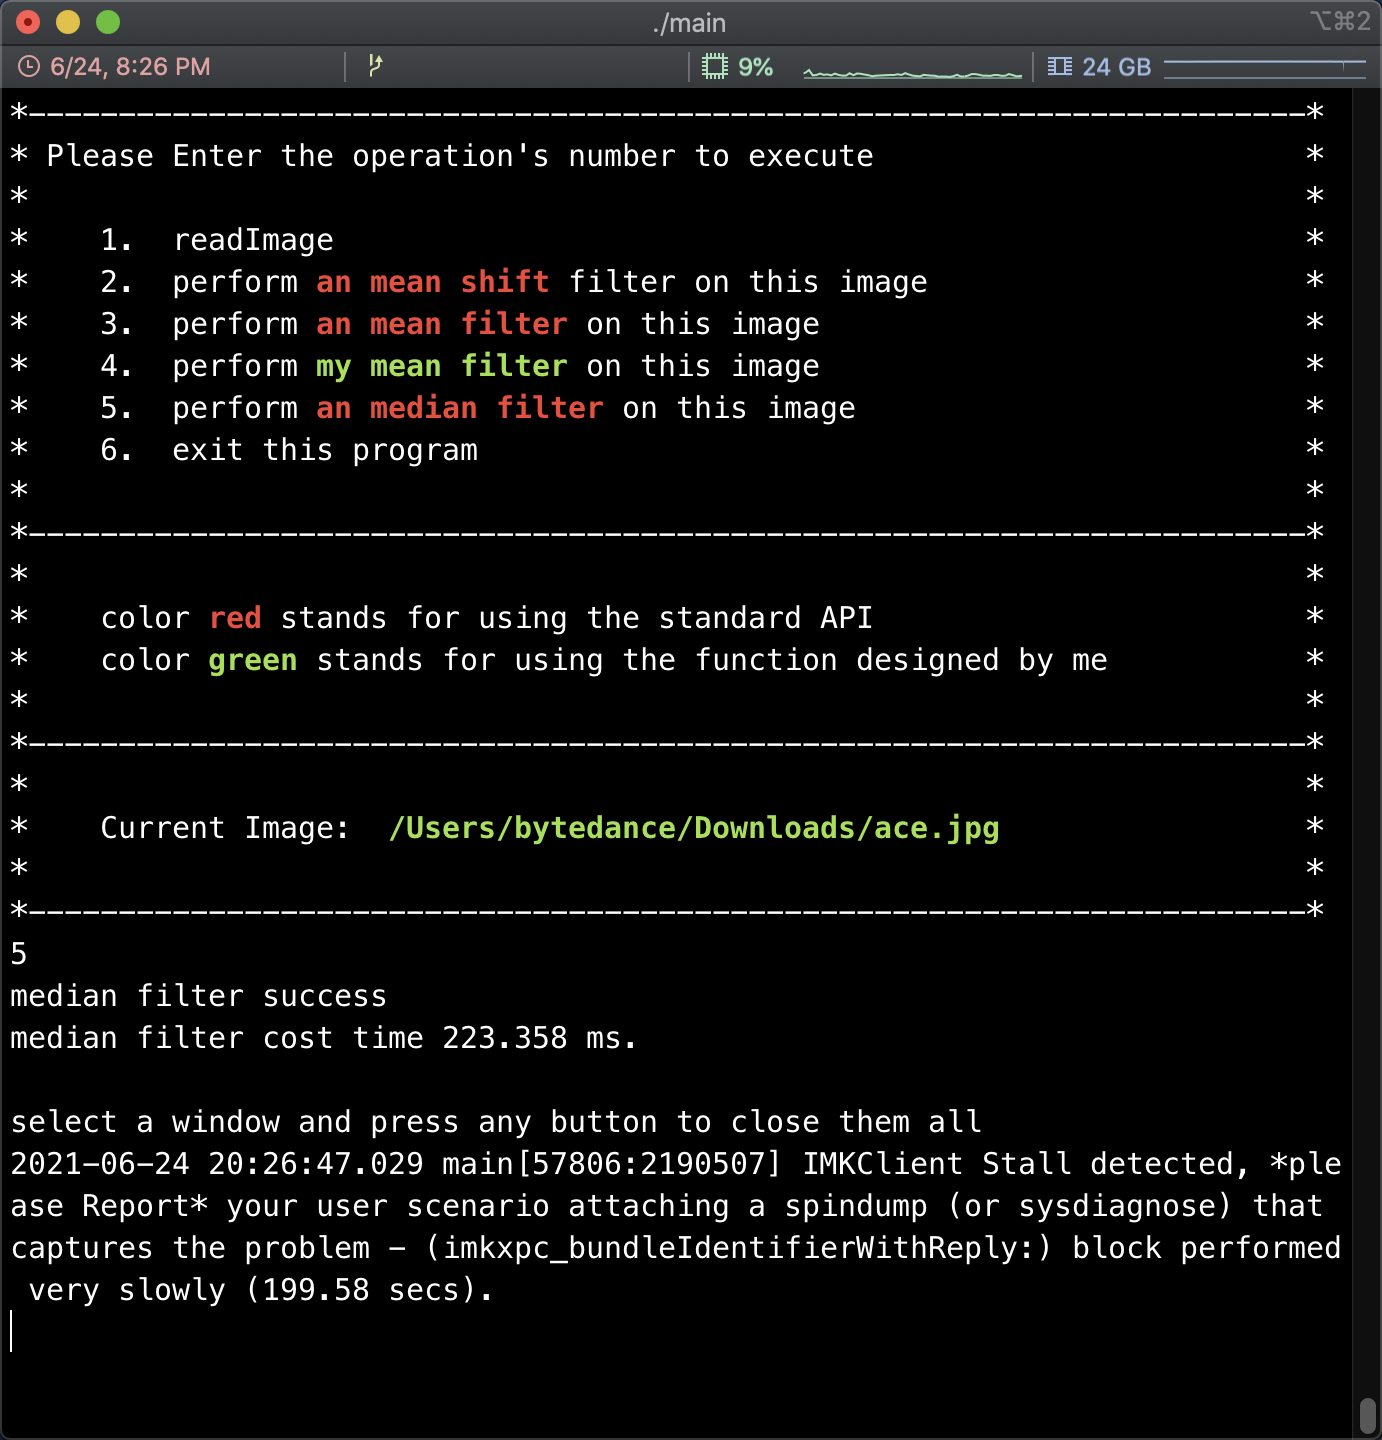 ./main
⌥⌘2
6/24, 8:26 PM
9%
24 GB
*-----------------------------------------------------------------------*
* Please Enter the operation's number to execute *
* *
* 1. readImage *
* 2. perform an mean shift filter on this image *
* 3. perform an mean filter on this image *
* 4. perform my mean filter on this image *
* 5. perform an median filter on this image *
* 6. exit this program *
* *
*-----------------------------------------------------------------------*
* *
* color red stands for using the standard API *
* color green stands for using the function designed by me *
* *
*-----------------------------------------------------------------------*
* *
* Current Image: /Users/bytedance/Downloads/ace.jpg *
* *
*-----------------------------------------------------------------------*
5
median filter success
median filter cost time 223.358 ms.
select a window and press any button to close them all
2021-06-24 20:26:47.029 main[57806:2190507] IMKClient Stall detected, *ple
ase Report* your user scenario attaching a spindump (or sysdiagnose) that
captures the problem - (imkxpc_bundleIdentifierWithReply:) block performed
very slowly (199.58 secs).